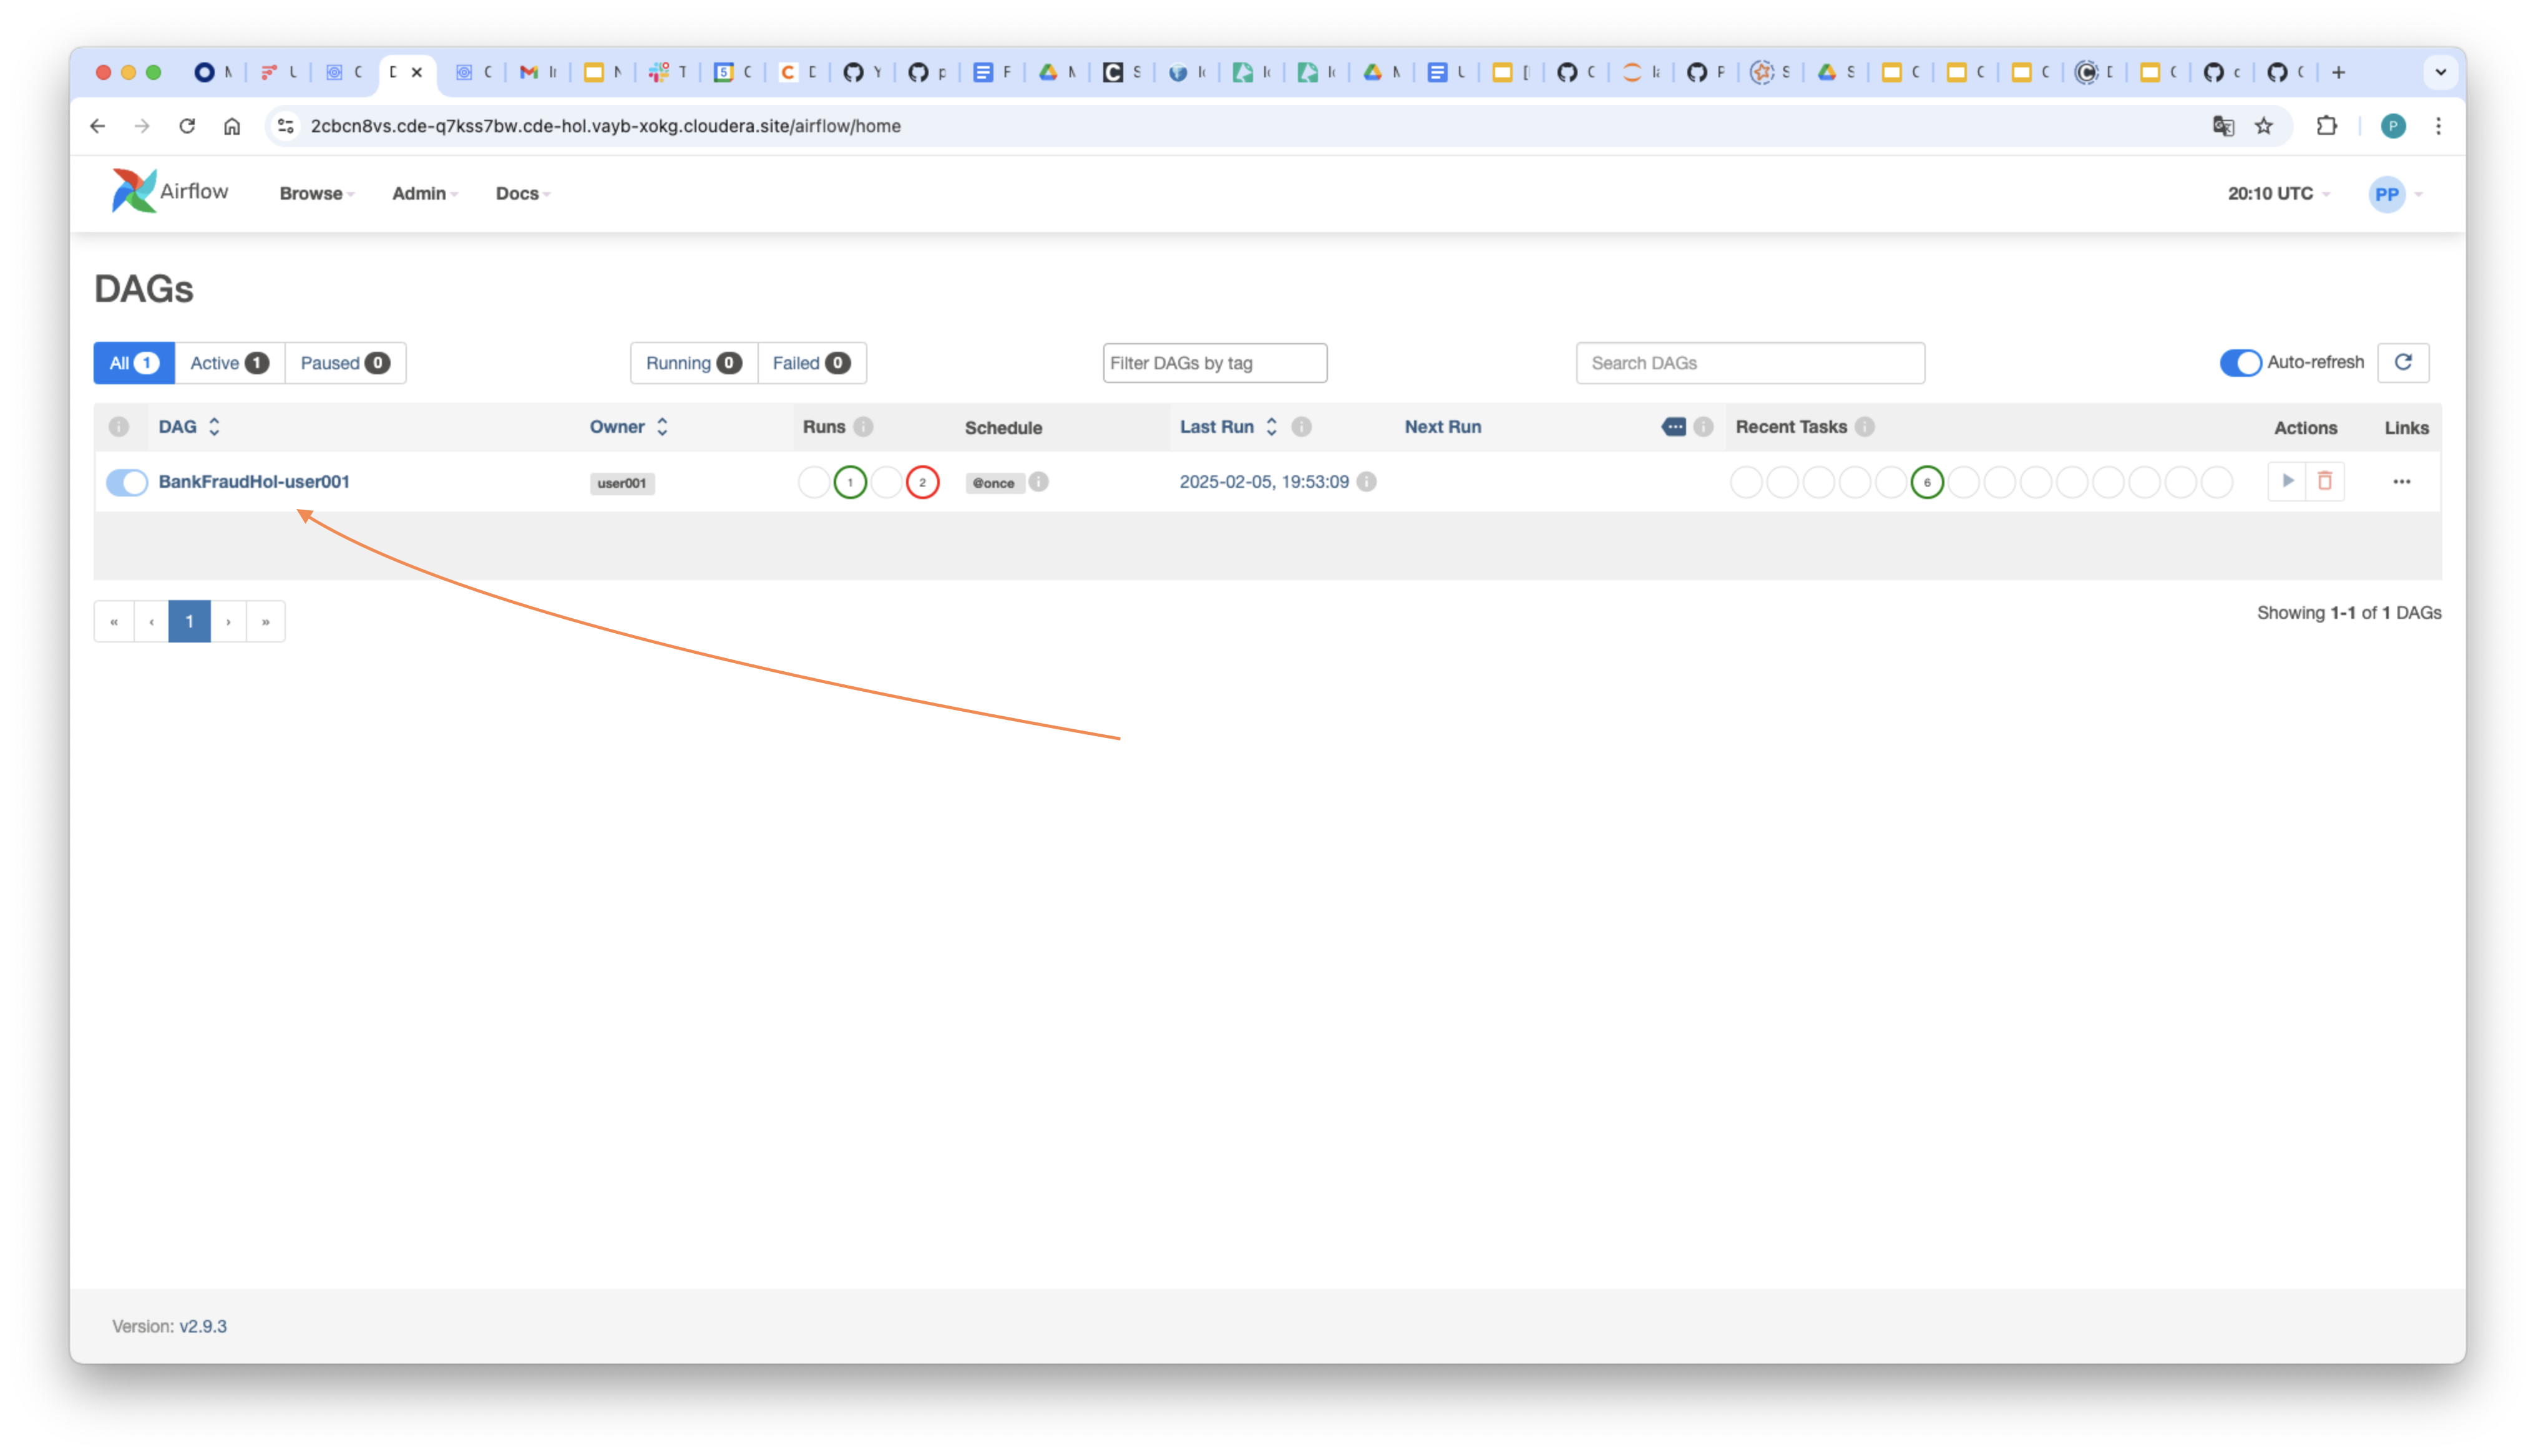 2cbcn8vs.cde-q7kss7bw.cde-hol.vayb-xokg.cloudera.site/airflow/home
Airflow Browse Admin Docs 20:10 UTC PP
DAGs
All 1 Active 1 Paused 0 Running 0 Failed 0 Filter DAGs by tag Search DAGs Auto-refresh
DAG Owner Runs Schedule Last Run Next Run Recent Tasks Actions Links
BankFraudHol-user001 user001 1 2 @once 2025-02-05, 19:53:09 6
« ‹ 1 › »
Showing 1-1 of 1 DAGs
Version: v2.9.3